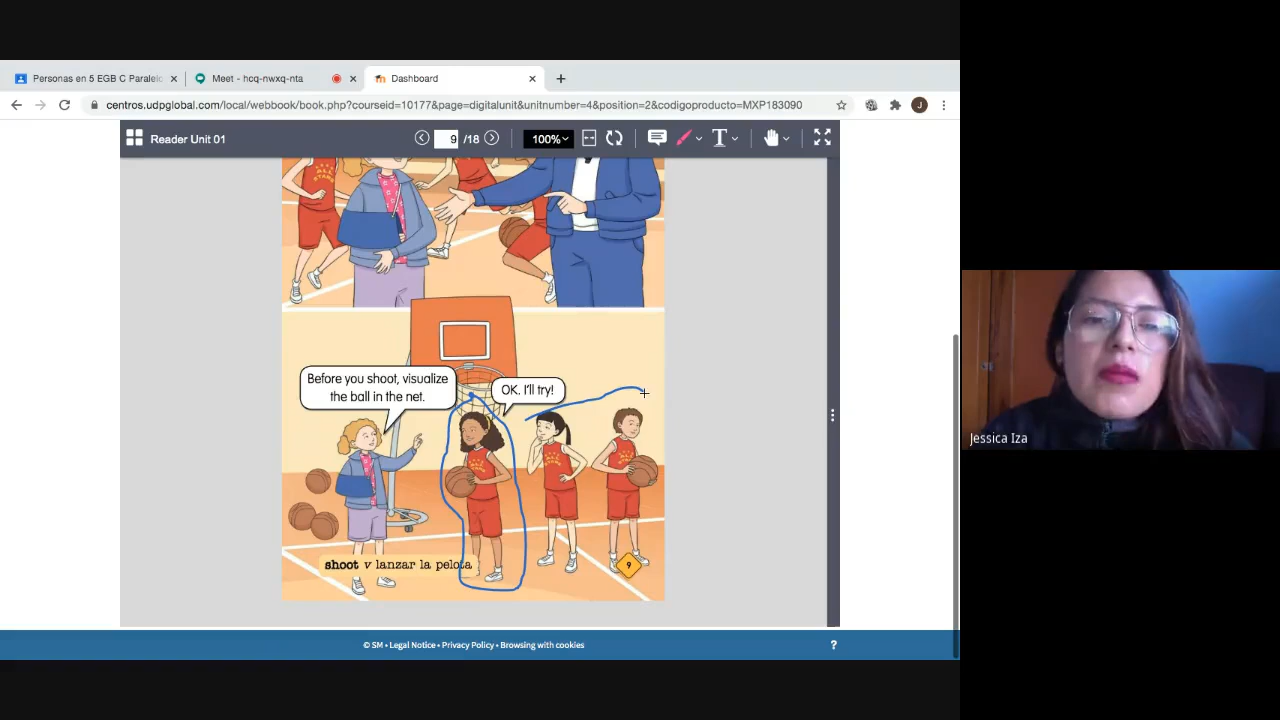 Personas en 5 EGB C Paralel
Meet - hcq-nwxq-nta
Dashboard
centros.udpglobal.com/local/webbook/book.php?courseid=10177&page=digitalunit&unitnumber=4&position=2&codigoproducto=MXP183090
J
Reader Unit 01
9 /18
100%
T
ALL
STARS
Before you shoot, visualize
the ball in the net.
OK. I'll try!
shoot v lanzar la pelota
9
© SM • Legal Notice • Privacy Policy • Browsing with cookies
?
Jessica Iza